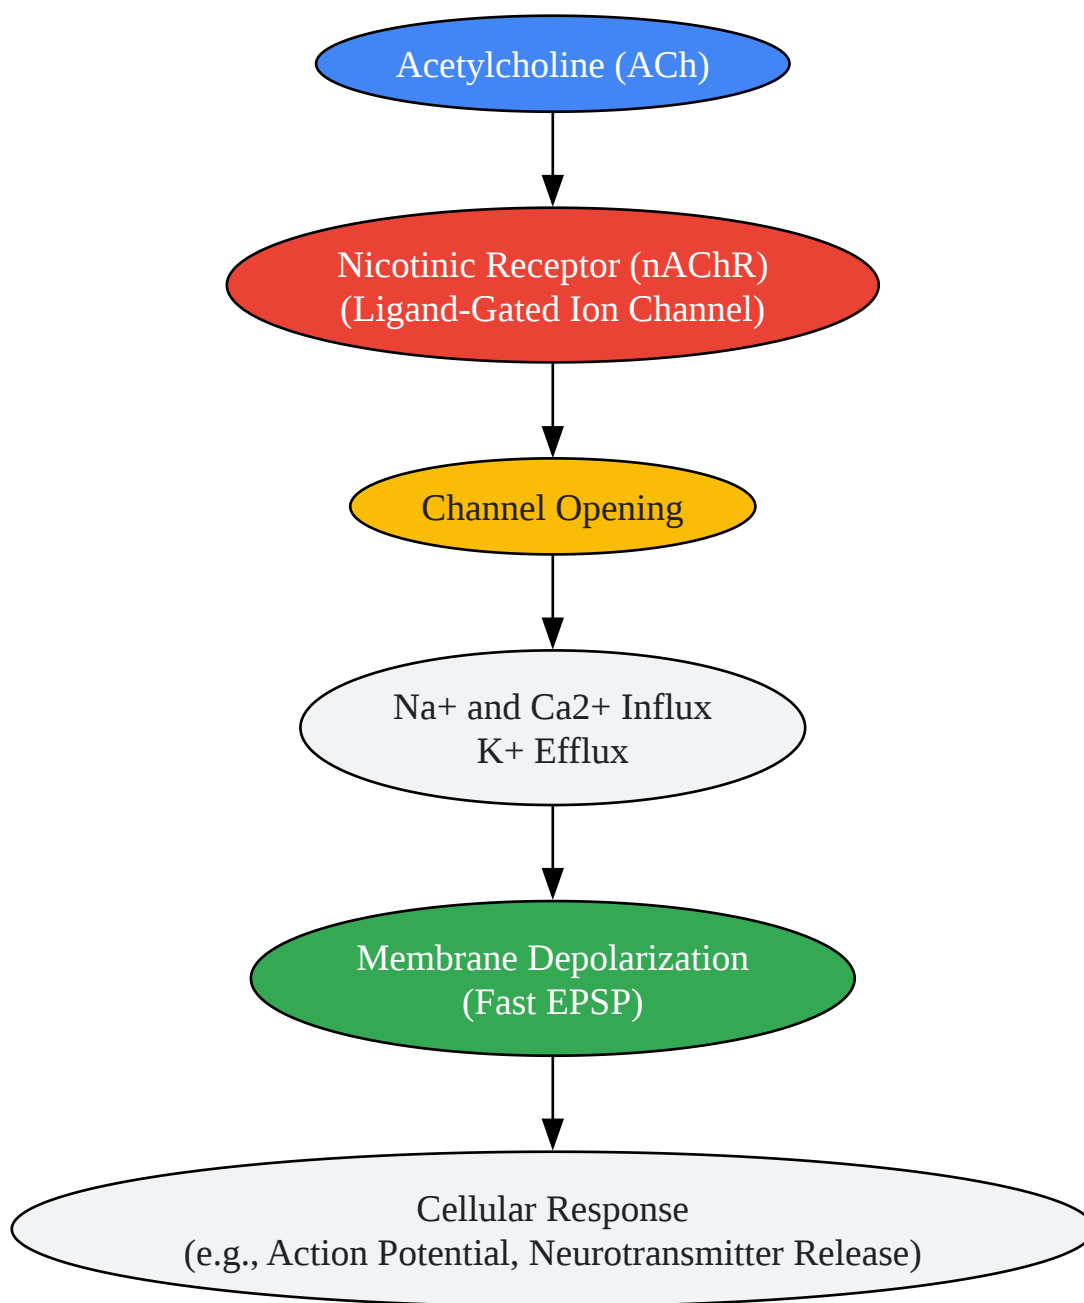 Acetylcholine (ACh)
Nicotinic Receptor (nAChR)
(Ligand-Gated Ion Channel)
Channel Opening
Na+ and Ca2+ Influx
K+ Efflux
Membrane Depolarization
(Fast EPSP)
Cellular Response
(e.g., Action Potential, Neurotransmitter Release)